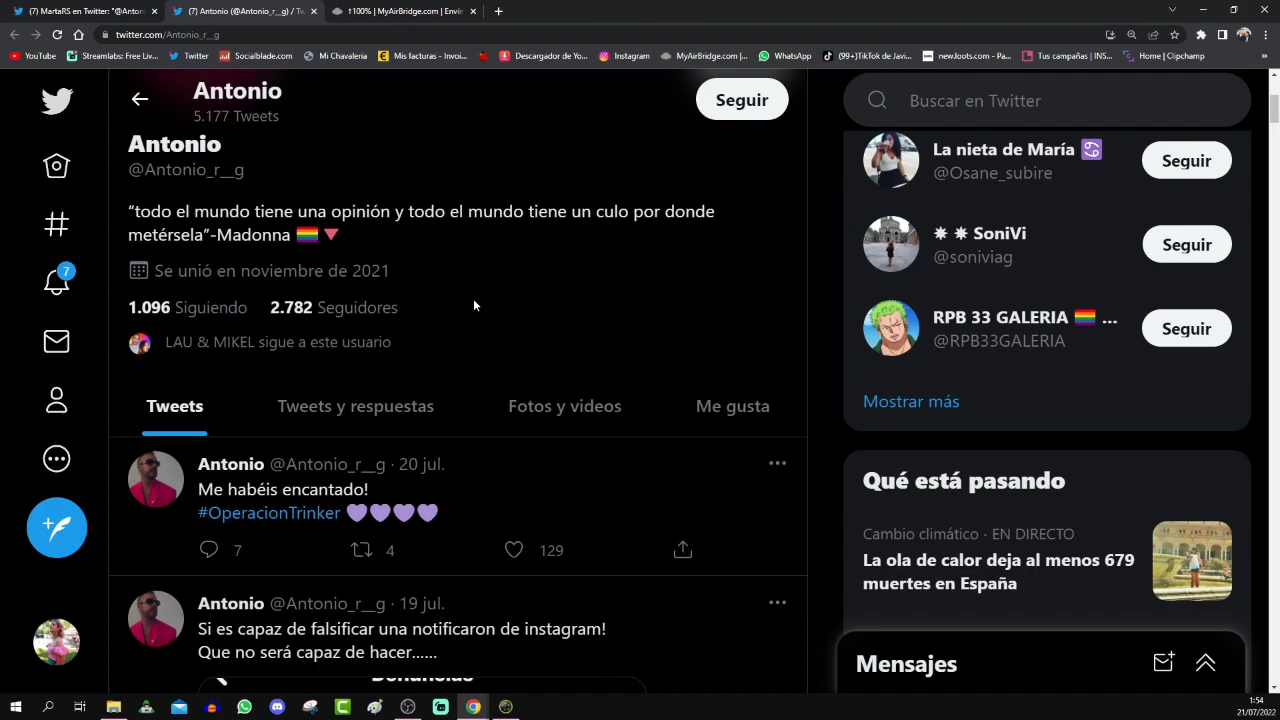 (7) MartaRS en Twitter: "@Anton
(7) Antonio (@Antonio_r__g) / Tw
↑100% | MyAirBridge.com | Envíe
twitter.com/Antonio_r__g
YouTube
Streamlabs: Free Liv...
Twitter
Socialblade.com
Mi Chavaleria
Mis facturas - Invoi...
Descargador de Yo...
Instagram
MyAirBridge.com |...
WhatsApp
(99+)TikTok de Javi...
new.loots.com - Pa...
Tus campañas | INS...
Home | Clipchamp
Antonio
5.177 Tweets
Seguir
Antonio
@Antonio_r__g
“todo el mundo tiene una opinión y todo el mundo tiene un culo por donde
metérsela”-Madonna 🏳️‍🌈🔻
Se unió en noviembre de 2021
1.096 Siguiendo 2.782 Seguidores
LAU & MIKEL sigue a este usuario
Tweets
Tweets y respuestas
Fotos y videos
Me gusta
Antonio @Antonio_r__g · 20 jul.
Me habéis encantado!
#OperacionTrinker 💜💜💜💜
7 4 129
Antonio @Antonio_r__g · 19 jul.
Si es capaz de falsificar una notificaron de instagram!
Que no será capaz de hacer......
Denuncias
7
Buscar en Twitter
La nieta de María ♋
@Osane_subire
Seguir
✷ ✷ SoniVi
@soniviag
Seguir
RPB 33 GALERIA 🏳️‍🌈 ...
@RPB33GALERIA
Seguir
Mostrar más
Qué está pasando
Cambio climático · EN DIRECTO
La ola de calor deja al menos 679
muertes en España
Mensajes
1:54
21/07/2022